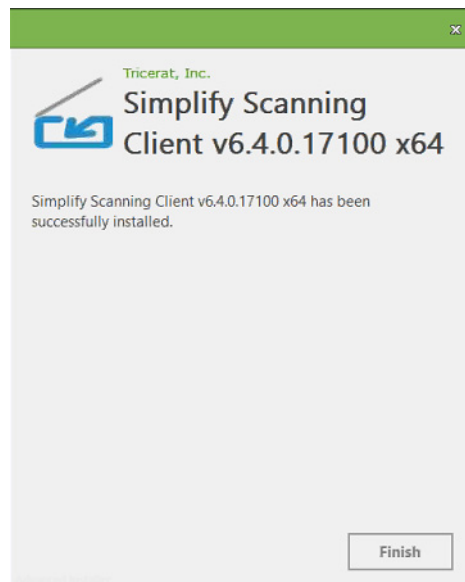 Tricerat, Inc.
Simplify Scanning
Client v6.4.0.17100 x64
Simplify Scanning Client v6.4.0.17100 x64 has been
successfully installed.
Finish